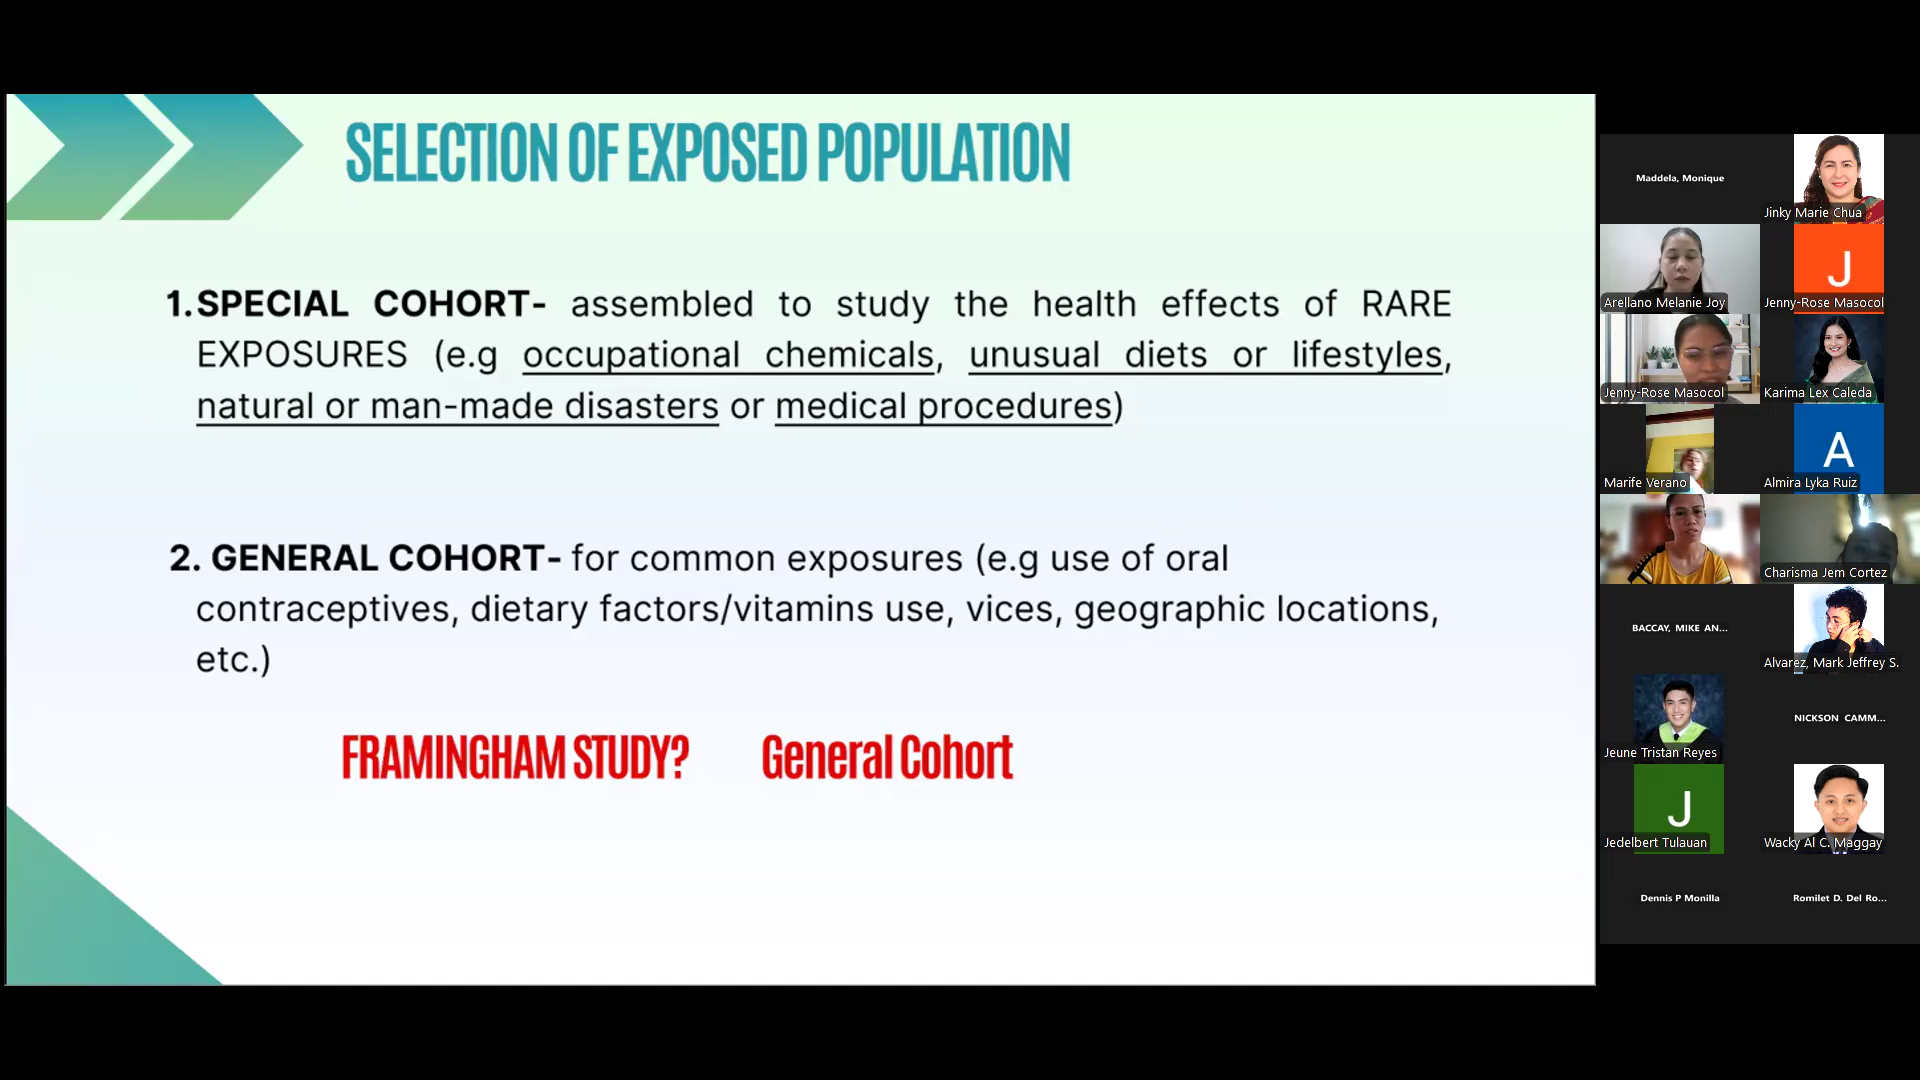 SELECTION OF EXPOSED POPULATION
1. SPECIAL COHORT- assembled to study the health effects of RARE
EXPOSURES (e.g occupational chemicals, unusual diets or lifestyles,
natural or man-made disasters or medical procedures)
2. GENERAL COHORT- for common exposures (e.g use of oral
contraceptives, dietary factors/vitamins use, vices, geographic locations,
etc.)
FRAMINGHAM STUDY? General Cohort
Maddela, Monique
Jinky Marie Chua
Arellano Melanie Joy
J
Jenny-Rose Masocol
Jenny-Rose Masocol
Karima Lex Caleda
Marife Verano
A
Almira Lyka Ruiz
Charisma Jem Cortez
BACCAY, MIKE AN...
Alvarez, Mark Jeffrey S.
Jeune Tristan Reyes
NICKSON CAMM...
J
Jedelbert Tulauan
Wacky Al C. Maggay
Dennis P Monilla
Romilet D. Del Ro...